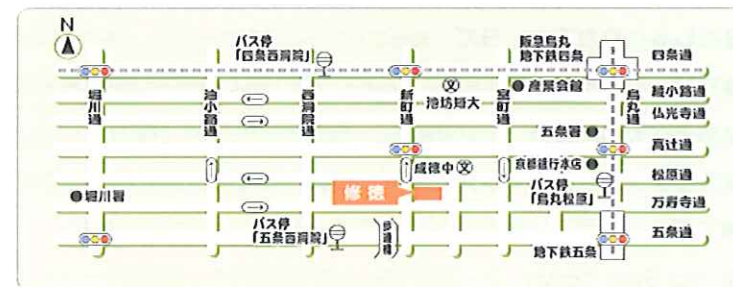 N
バス停
「四条西洞院」
阪急烏丸
地下鉄四条
四条通
産業会館
綾小路通
池坊短大
仏光寺通
堀川通
油小路通
西洞院通
新町通
室町通
烏丸通
五条署
高辻通
成徳中
京都銀行本店
松原通
修徳
バス停
「烏丸松原」
堀川署
万寿寺通
バス停
「五条西洞院」
歩道橋
五条通
地下鉄五条